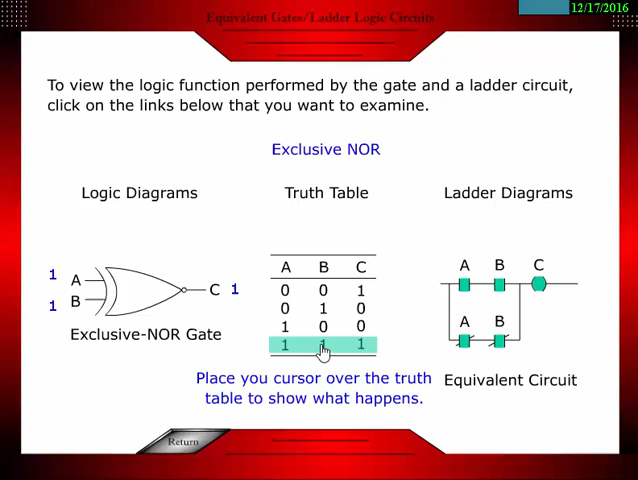 12/17/2016
Equivalent Gates/Ladder Logic Circuits
To view the logic function performed by the gate and a ladder circuit,
click on the links below that you want to examine.
Exclusive NOR
Logic Diagrams
Truth Table
Ladder Diagrams
1
A
B
1
C 1
Exclusive-NOR Gate
A B C
0 0 1
0 1 0
1 0 0
1 1 1
Place you cursor over the truth
table to show what happens.
A B C
A B
Equivalent Circuit
Return